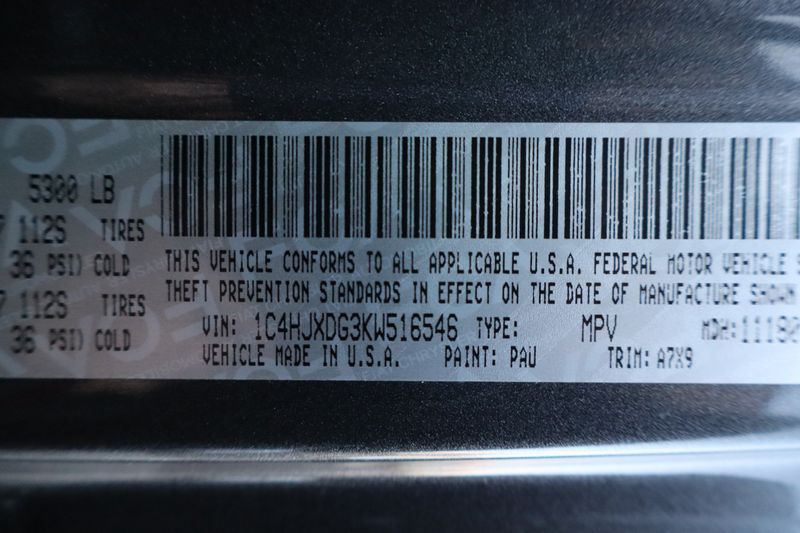 5300 LB
112S TIRES
36 PSI) COLD
112S TIRES
36 PSI) COLD
THIS VEHICLE CONFORMS TO ALL APPLICABLE U.S.A. FEDERAL MOTOR VEHICLE
THEFT PREVENTION STANDARDS IN EFFECT ON THE DATE OF MANUFACTURE SHOWN
VIN: 1C4HJXDG3KW516546 TYPE: MPV MDH: 11180
VEHICLE MADE IN U.S.A. PAINT: PAU TRIM: A7X9